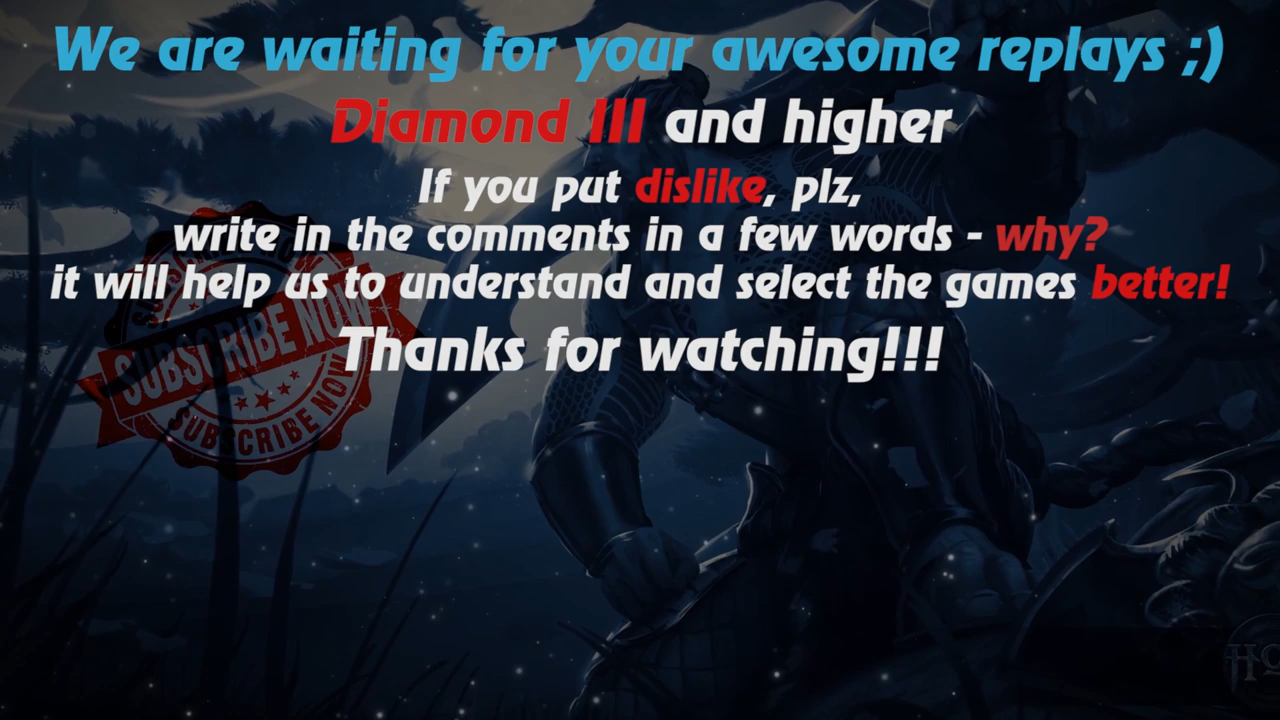 We are waiting for your awesome replays ;)
Diamond III and higher
If you put dislike, plz,
write in the comments in a few words - why?
it will help us to understand and select the games better!
Thanks for watching!!!
SUBSCRIBE NOW
SUBSCRIBE NOW